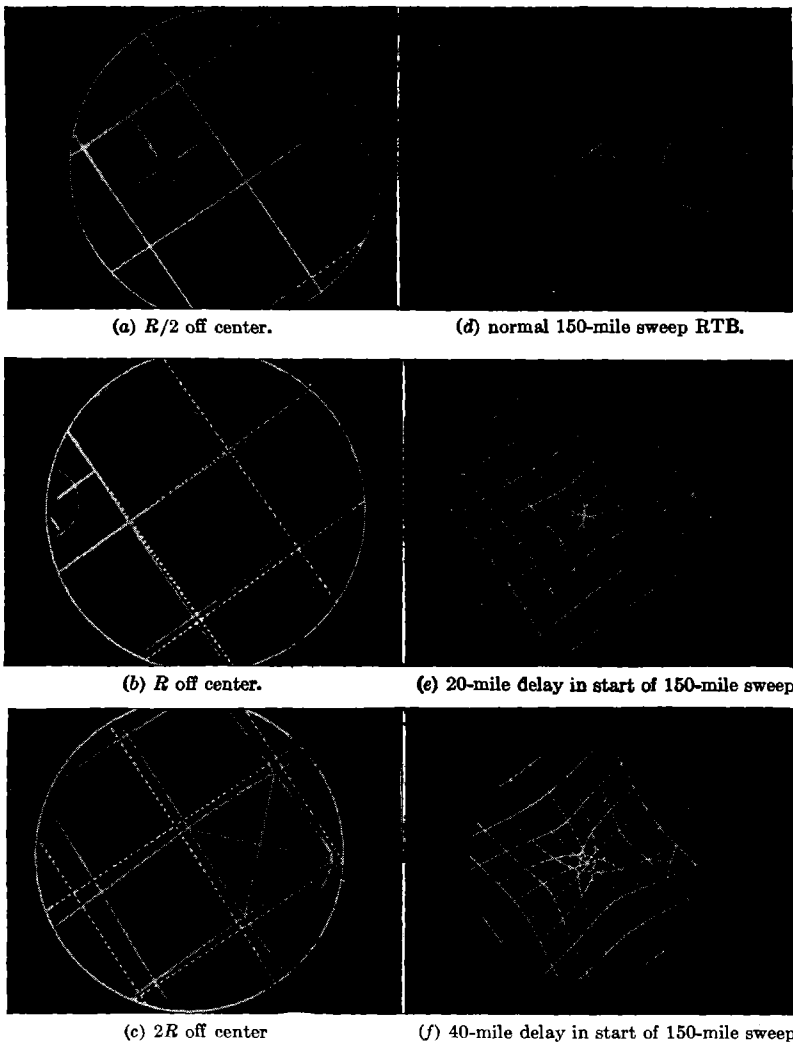 (a) R/2 off center.
(d) normal 150-mile sweep RTB.
(b) R off center.
(e) 20-mile delay in start of 150-mile sweep
(c) 2R off center
(f) 40-mile delay in start of 150-mile sweep